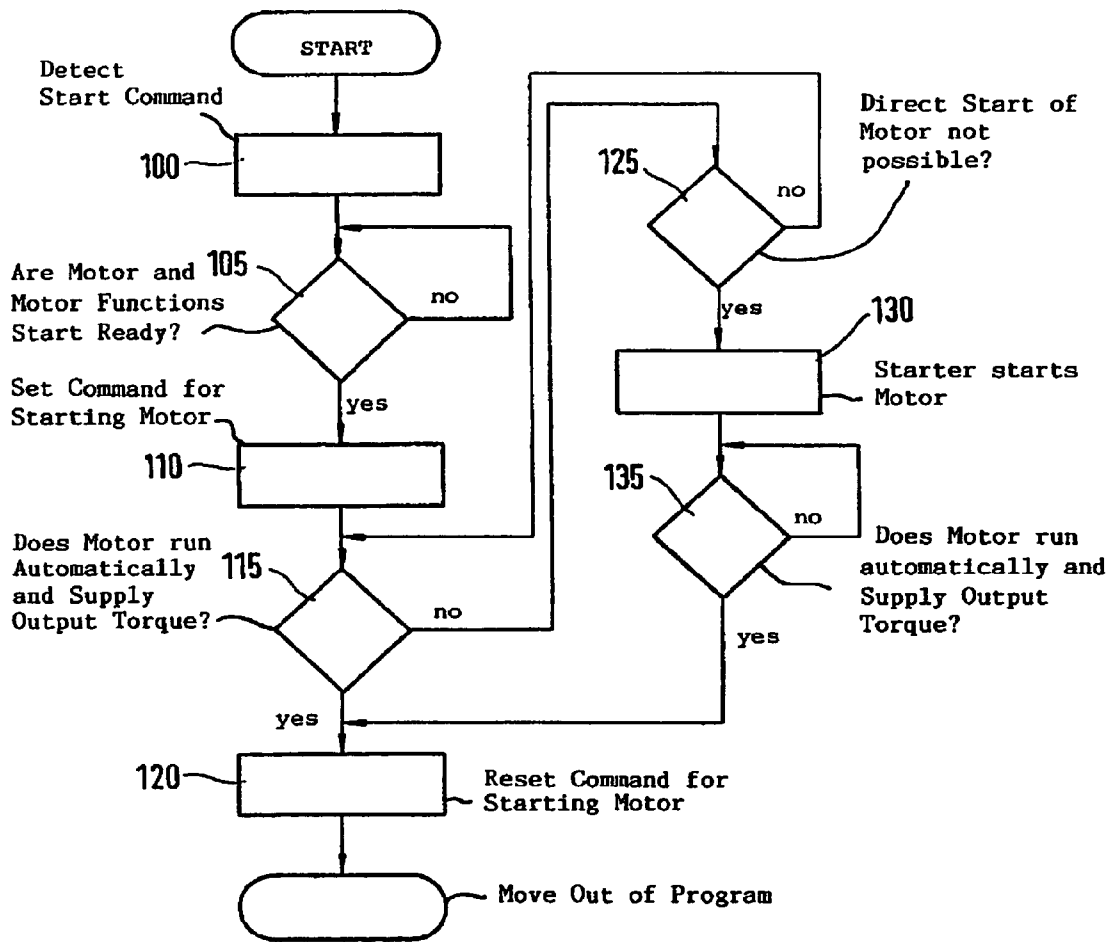 START
Detect
Start Command
100
Are Motor and
Motor Functions
Start Ready?
105
no
yes
Set Command for
Starting Motor
110
Does Motor run
Automatically
and Supply
Output Torque?
115
no
yes
120
Reset Command for
Starting Motor
Move Out of Program
Direct Start of
Motor not
possible?
125
no
yes
130
Starter starts
Motor
135
no
Does Motor run
automatically and
Supply Output
Torque?
yes